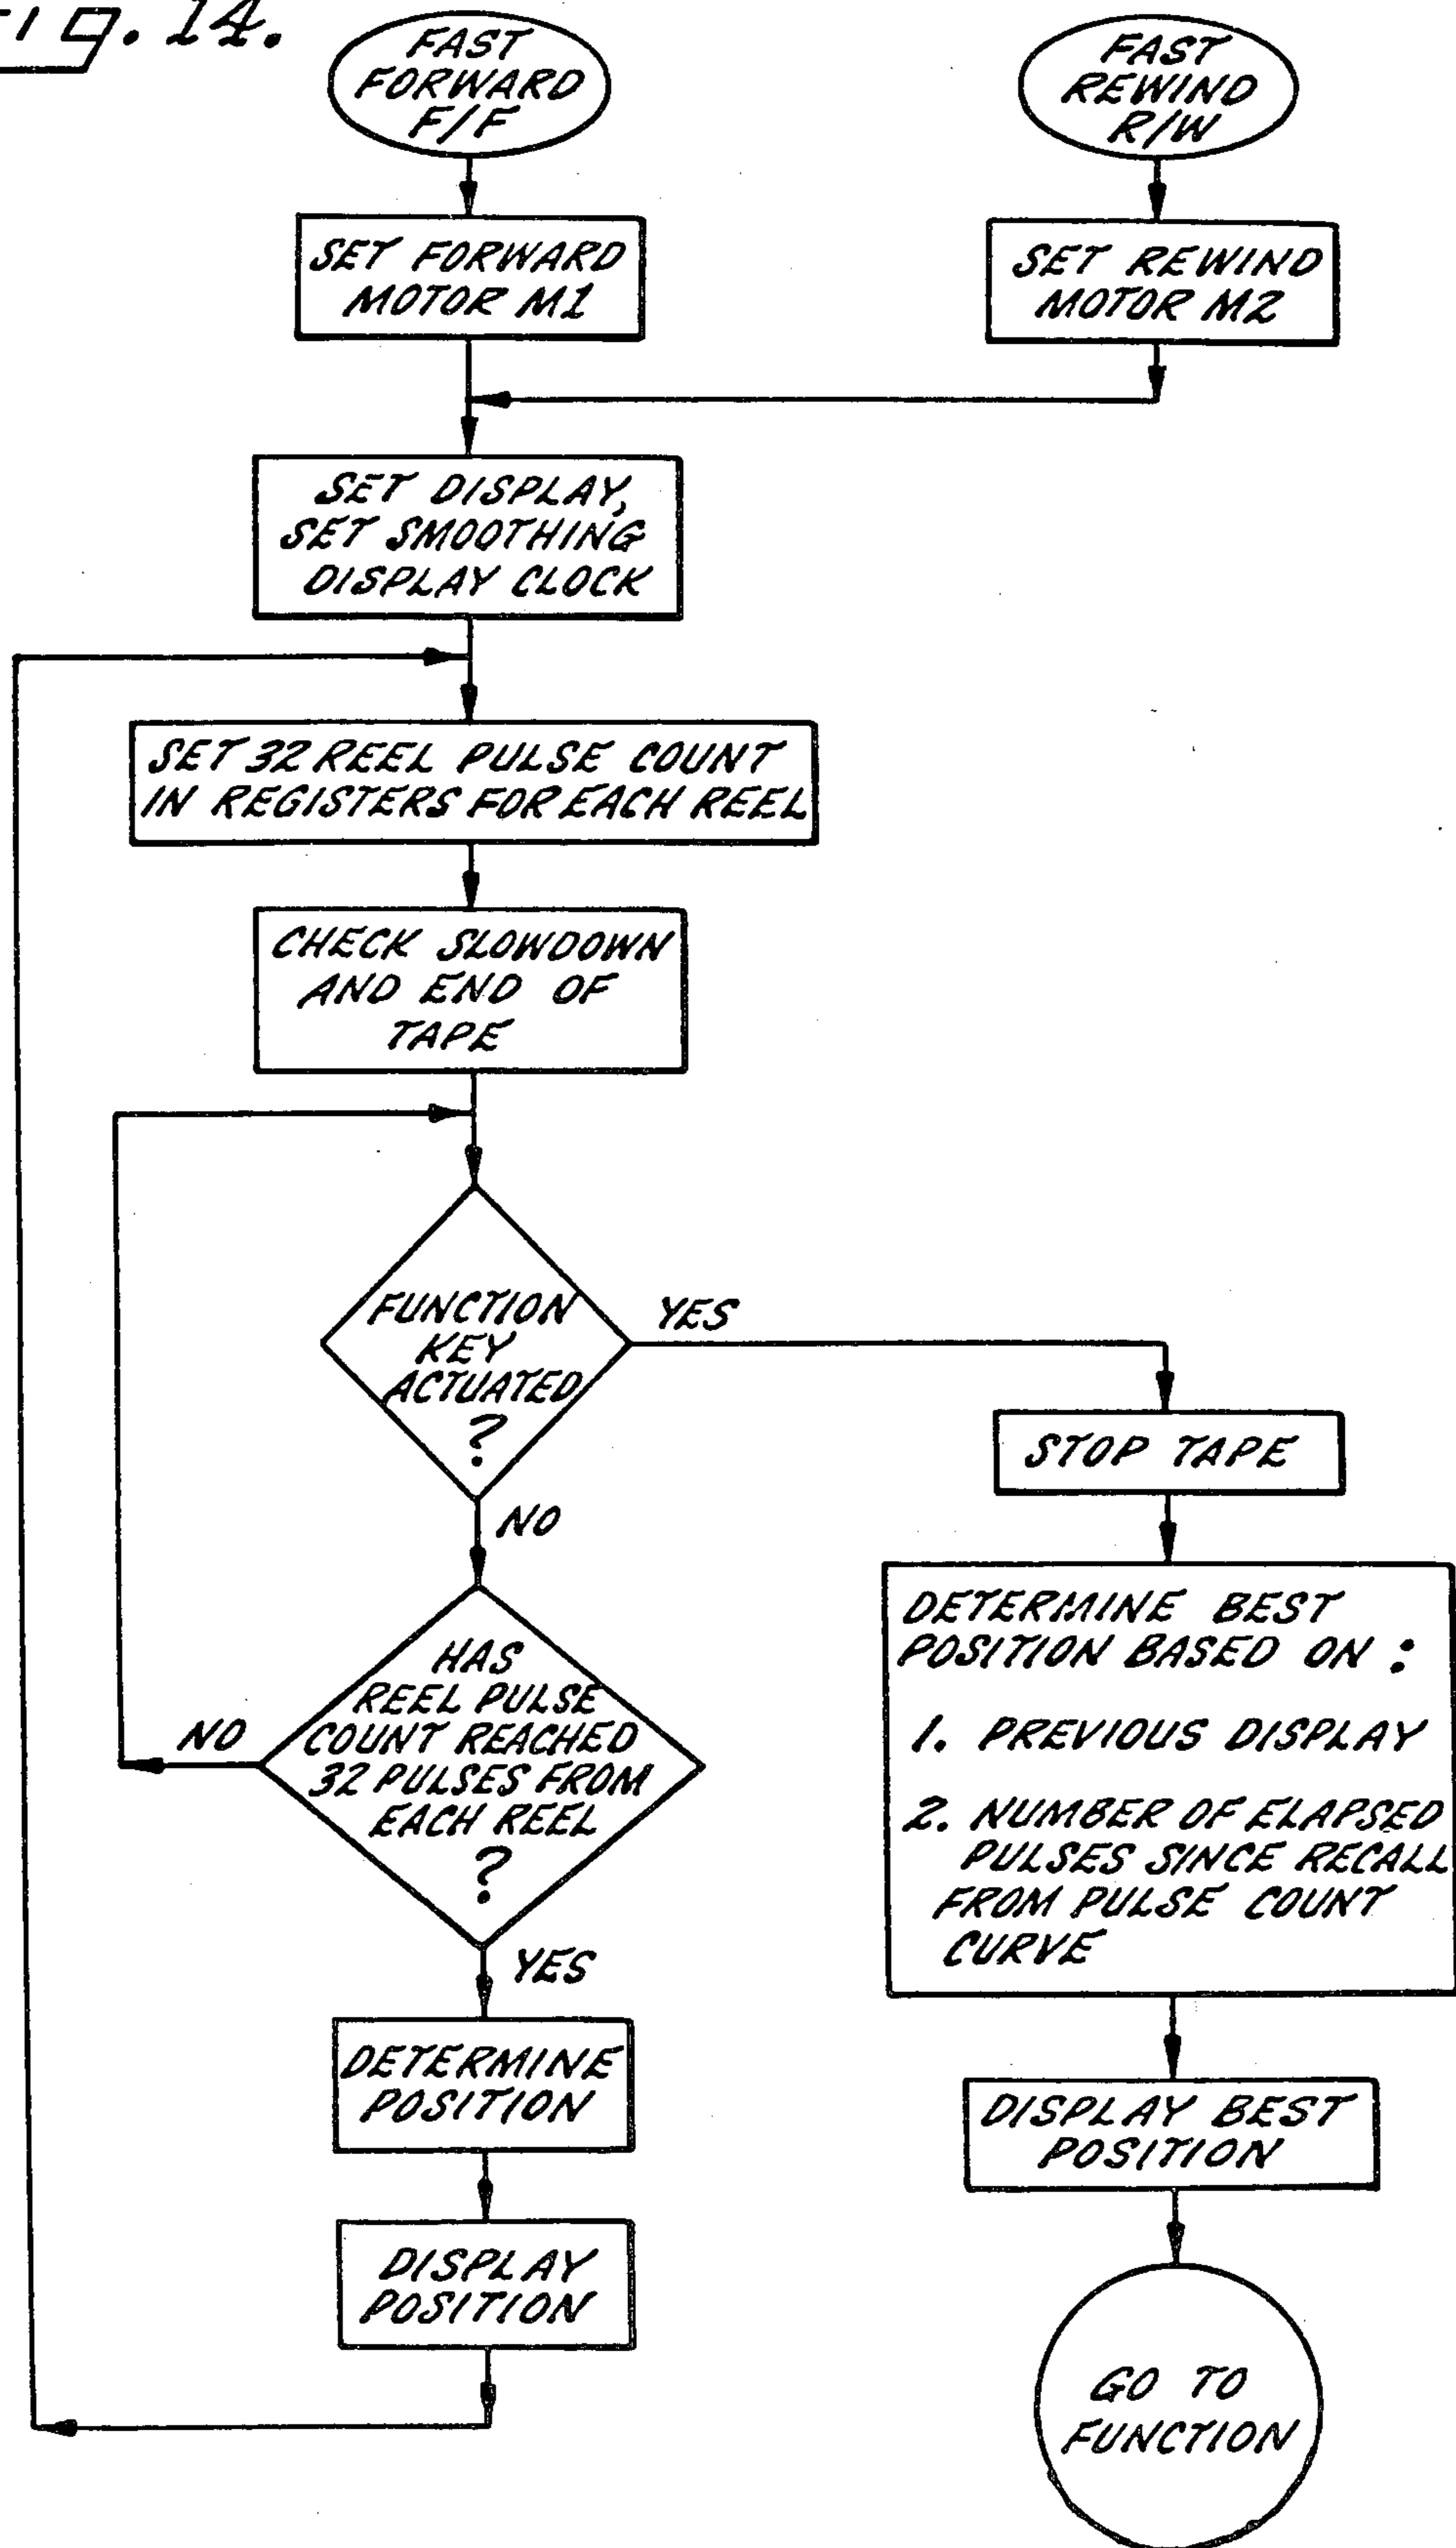 Fig. 14.
FAST
FORWARD
F/F
FAST
REWIND
R/W
SET FORWARD
MOTOR M1
SET REWIND
MOTOR M2
SET DISPLAY,
SET SMOOTHING
DISPLAY CLOCK
SET 32 REEL PULSE COUNT
IN REGISTERS FOR EACH REEL
CHECK SLOWDOWN
AND END OF
TAPE
FUNCTION
KEY
ACTUATED
?
YES
NO
STOP TAPE
HAS
REEL PULSE
COUNT REACHED
32 PULSES FROM
EACH REEL
?
NO
YES
DETERMINE BEST
POSITION BASED ON :
1. PREVIOUS DISPLAY
2. NUMBER OF ELAPSED
PULSES SINCE RECALL
FROM PULSE COUNT
CURVE
DETERMINE
POSITION
DISPLAY BEST
POSITION
DISPLAY
POSITION
GO TO
FUNCTION